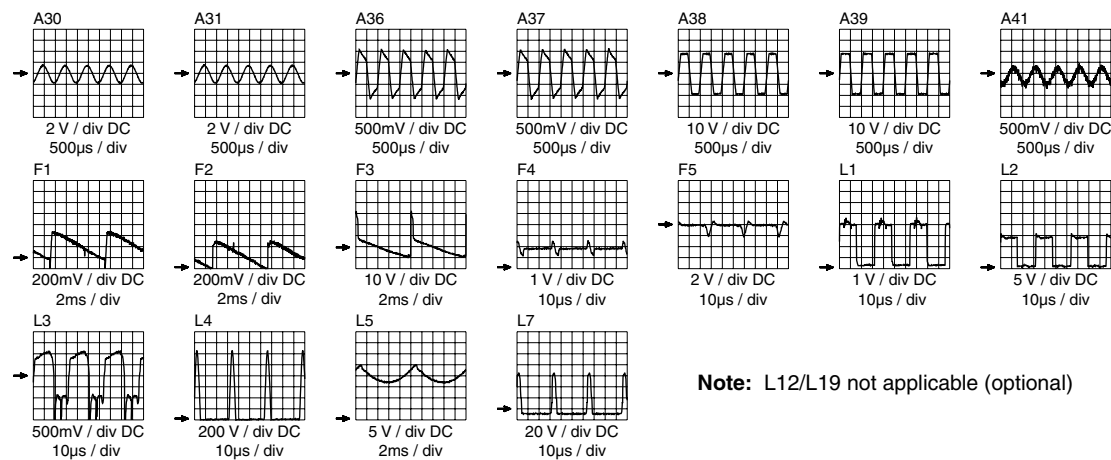 A30 A31 A36 A37 A38 A39 A41
2 V / div DC 2 V / div DC 500mV / div DC 500mV / div DC 10 V / div DC 10 V / div DC 500mV / div DC
500µs / div 500µs / div 500µs / div 500µs / div 500µs / div 500µs / div 500µs / div
F1 F2 F3 F4 F5 L1 L2
200mV / div DC 200mV / div DC 10 V / div DC 1 V / div DC 2 V / div DC 1 V / div DC 5 V / div DC
2ms / div 2ms / div 2ms / div 10µs / div 10µs / div 10µs / div 10µs / div
L3 L4 L5 L7
Note: L12/L19 not applicable (optional)
500mV / div DC 200 V / div DC 5 V / div DC 20 V / div DC
10µs / div 10µs / div 2ms / div 10µs / div